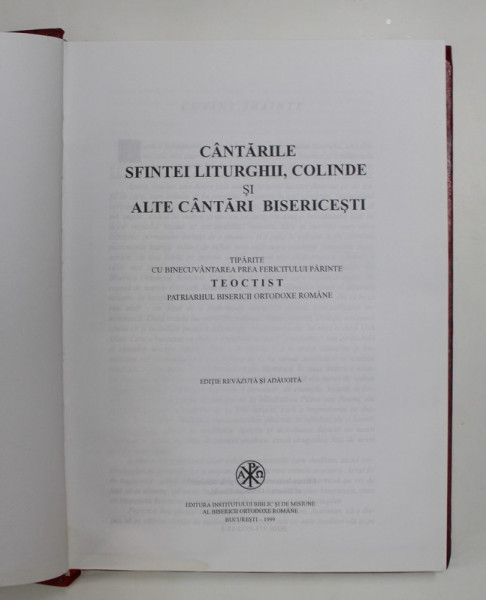 CÂNTĂRILE
SFINTEI LITURGHII, COLINDE
ȘI
ALTE CÂNTĂRI BISERICEȘTI
TIPĂRITE
CU BINECUVÂNTAREA PREA FERICITULUI PĂRINTE
TEOCTIST
PATRIARHUL BISERICII ORTODOXE ROMÂNE
EDIȚIE REVĂZUTĂ ȘI ADĂUGITĂ
Α Ρ Ω
EDITURA INSTITUTULUI BIBLIC ȘI DE MISIUNE
AL BISERICII ORTODOXE ROMÂNE
BUCUREȘTI – 1999